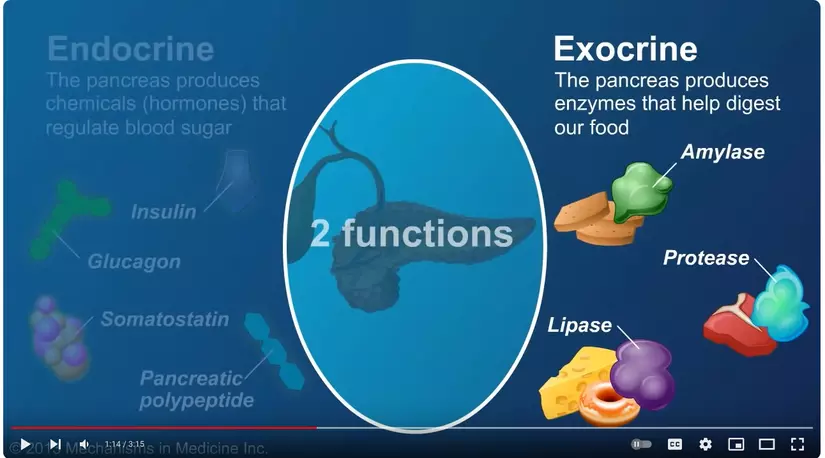 Endocrine
The pancreas produces
chemicals (hormones) that
regulate blood sugar
Insulin
Glucagon
Somatostatin
Pancreatic
polypeptide
2 functions
Exocrine
The pancreas produces
enzymes that help digest
our food
Amylase
Protease
Lipase
1:14 / 3:15
© 2013 Mechanisms in Medicine Inc.
CC